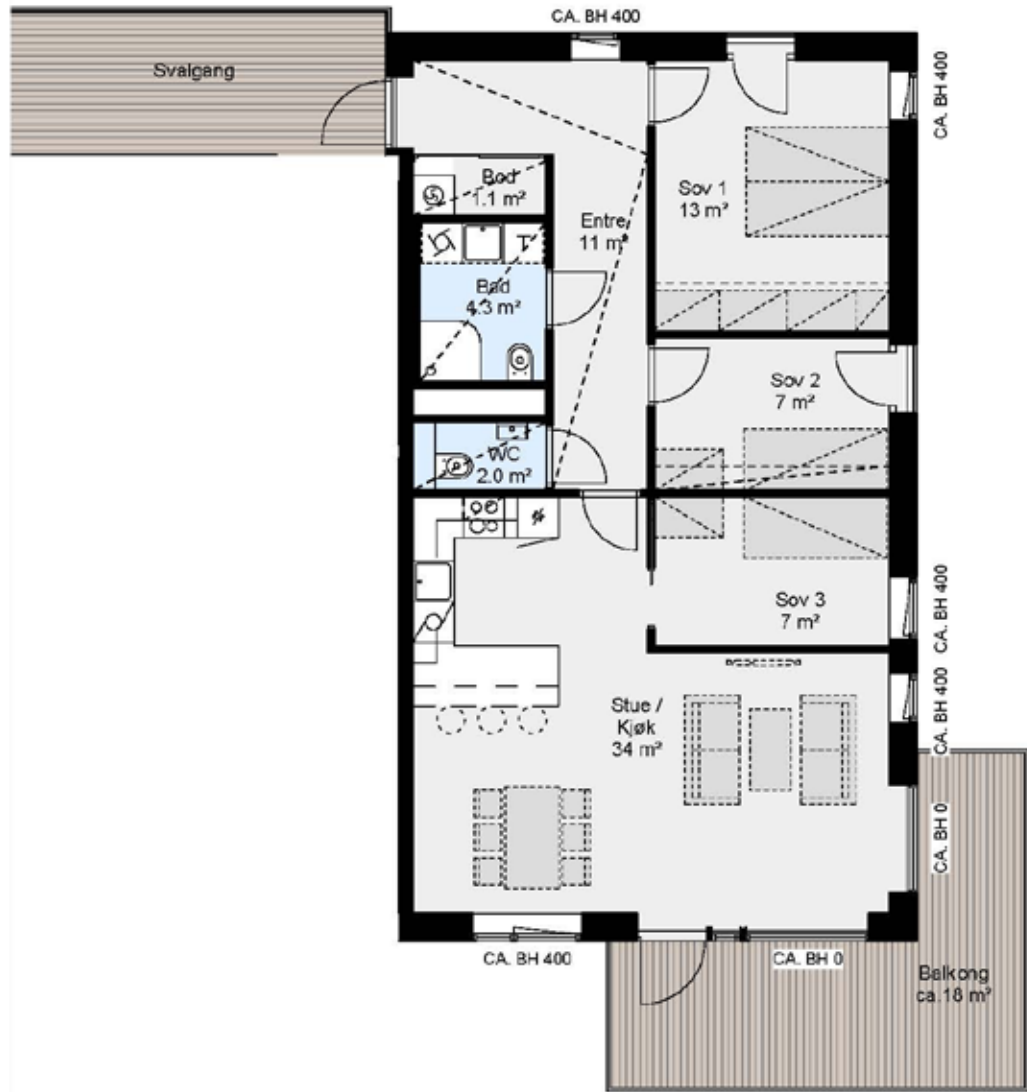 CA. BH 400
Svalgang
CA. BH 400
Bod
1.1 m²
Sov 1
13 m²
Entre
11 m²
T
Bad
4.3 m²
Sov 2
7 m²
WC
2.0 m²
Sov 3
7 m²
CA. BH 400
Stue /
Kjøk
34 m²
CA. BH 400
CA. BH 0
CA. BH 400
CA. BH 0
Balkong
ca.18 m²